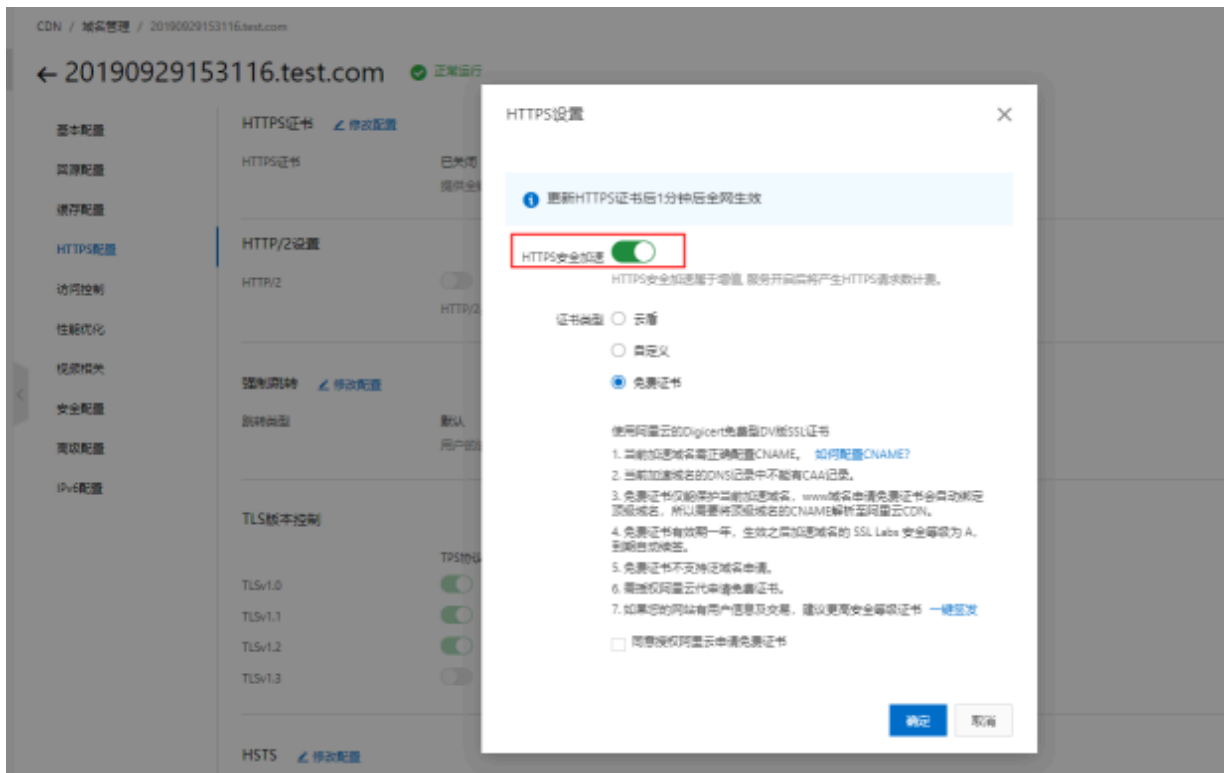 CDN / 域名管理 / 20190929153116.test.com
← 20190929153116.test.com 正常运行
基本配置
回源配置
缓存配置
HTTPS配置
访问控制
性能优化
视频相关
安全配置
高级配置
IPv6配置
HTTPS证书 修改配置
HTTPS证书 已关闭
提供全
HTTP/2设置
HTTP/2
HTTP/2
强制跳转 修改配置
跳转类型 默认
用户的
TLS版本控制
TPS协议
TLSv1.0
TLSv1.1
TLSv1.2
TLSv1.3
HSTS 修改配置
HTTPS设置
更新HTTPS证书后1分钟后全网生效
HTTPS安全加速
HTTPS安全加速属于增值服务开启后将产生HTTPS请求数计费。
证书类型 云盾
自定义
免费证书
使用阿里云的Digicert免费型DV版SSL证书
1. 当前加速域名需正确配置CNAME。 如何配置CNAME?
2. 当前加速域名的DNS记录中不能有CAA记录。
3. 免费证书仅能保护当前加速域名，www域名申请免费证书会自动绑定
顶级域名，所以需要将顶级域名的CNAME解析至阿里云CDN。
4. 免费证书有效期一年，生效之后加速域名的 SSL Labs 安全等级为 A，
到期自动续签。
5. 免费证书不支持泛域名申请。
6. 需授权阿里云代申请免费证书。
7. 如果您的网站有用户信息及交易，建议更高安全等级证书 一键签发
同意授权阿里云申请免费证书
确定 取消